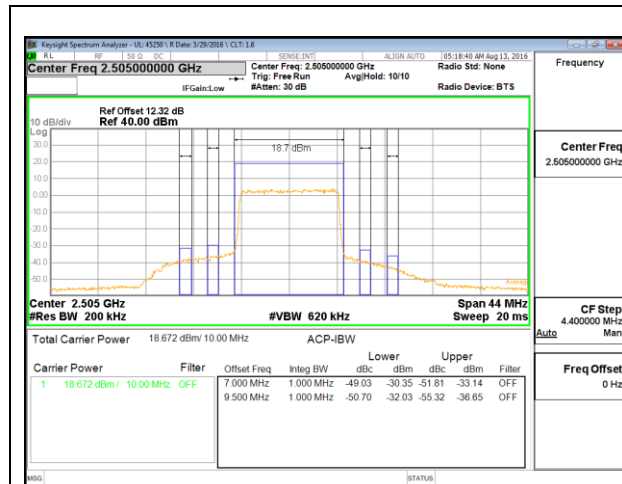 Keysight Spectrum Analyzer - UL: 45250 \ R Date: 3/29/2016 \ CLT: 1.6
RL RF 50 Ω DC SENSE:INT ALIGN AUTO 05:18:40 AM Aug 13, 2016
Center Freq 2.505000000 GHz
Center Freq: 2.505000000 GHz
Radio Std: None
Trig: Free Run Avg|Hold: 10/10
IFGain:Low #Atten: 30 dB Radio Device: BTS
Frequency
Ref Offset 12.32 dB
10 dB/div Ref 40.00 dBm
Log
30.0
20.0
10.0
0.00
-10.0
-20.0
-30.0
-40.0
-50.0
18.7 dBm
Average
Center 2.505 GHz Span 44 MHz
#Res BW 200 kHz #VBW 620 kHz Sweep 20 ms
Center Freq
2.505000000 GHz
CF Step
4.400000 MHz
Auto Man
Freq Offset
0 Hz
Total Carrier Power 18.672 dBm/ 10.00 MHz ACP-IBW
Lower Upper
Carrier Power Filter Offset Freq Integ BW dBc dBm dBc dBm Filter
1 18.672 dBm / 10.00 MHz OFF 7.000 MHz 1.000 MHz -49.03 -30.35 -51.81 -33.14 OFF
9.500 MHz 1.000 MHz -50.70 -32.03 -55.32 -36.65 OFF
MSG STATUS